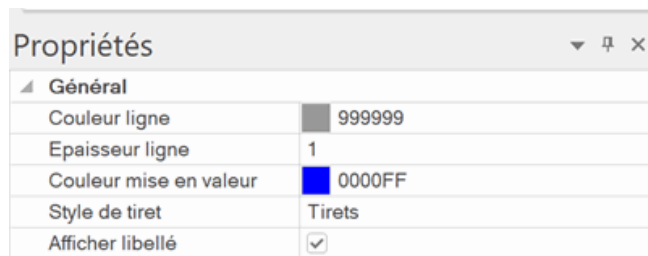 Propriétés
Général
Couleur ligne 999999
Epaisseur ligne 1
Couleur mise en valeur 0000FF
Style de tiret Tirets
Afficher libellé